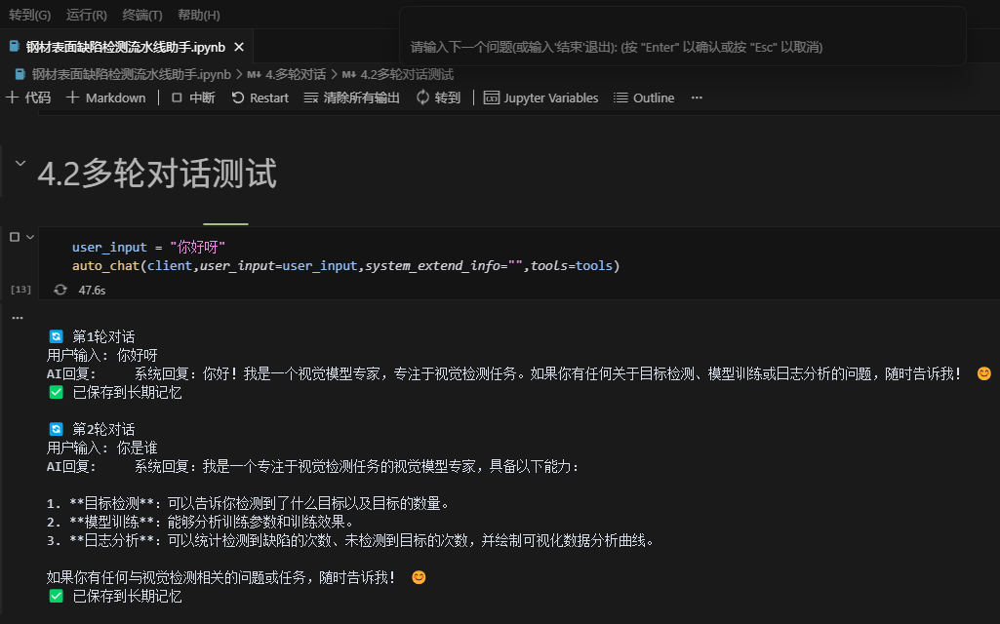 转到(G) 运行(R) 终端(T) 帮助(H)
请输入下一个问题(或输入'结束'退出): (按 "Enter" 以确认或按 "Esc" 以取消)
钢材表面缺陷检测流水线助手.ipynb
钢材表面缺陷检测流水线助手.ipynb > M↓ 4.多轮对话 > M↓ 4.2多轮对话测试
代码 Markdown 中断 Restart 清除所有输出 转到 Jupyter Variables Outline ...
4.2多轮对话测试
user_input = "你好呀"
auto_chat(client,user_input=user_input,system_extend_info="",tools=tools)
[13] 47.6s
...
🔄 第1轮对话
用户输入: 你好呀
AI回复: 系统回复：你好！我是一个视觉模型专家，专注于视觉检测任务。如果你有任何关于目标检测、模型训练或日志分析的问题，随时告诉我！ 😊
✅ 已保存到长期记忆
🔄 第2轮对话
用户输入: 你是谁
AI回复: 系统回复：我是一个专注于视觉检测任务的视觉模型专家，具备以下能力：
1. **目标检测**：可以告诉你检测到了什么目标以及目标的数量。
2. **模型训练**：能够分析训练参数和训练效果。
3. **日志分析**：可以统计检测到缺陷的次数、未检测到目标的次数，并绘制可视化数据分析曲线。
如果你有任何与视觉检测相关的问题或任务，随时告诉我！ 😊
✅ 已保存到长期记忆